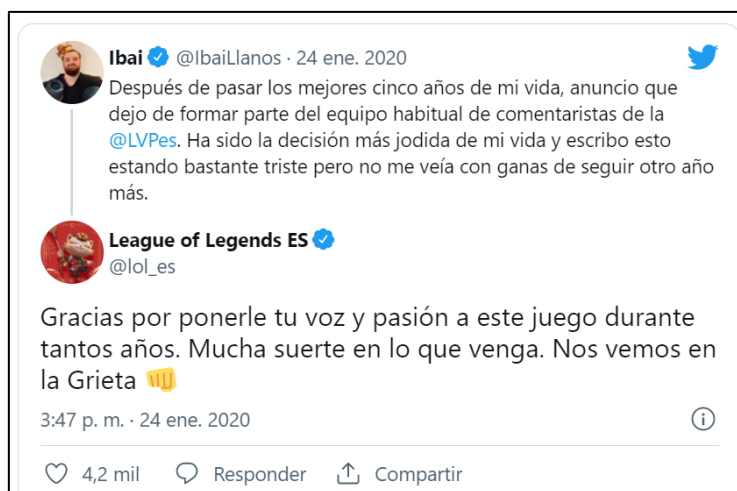 Ibai @IbaiLlanos · 24 ene. 2020
Después de pasar los mejores cinco años de mi vida, anuncio que
dejo de formar parte del equipo habitual de comentaristas de la
@LVPes. Ha sido la decisión más jodida de mi vida y escribo esto
estando bastante triste pero no me veía con ganas de seguir otro año
más.
League of Legends ES
@lol_es
Gracias por ponerle tu voz y pasión a este juego durante
tantos años. Mucha suerte en lo que venga. Nos vemos en
la Grieta 👊
3:47 p. m. · 24 ene. 2020
4,2 mil Responder Compartir